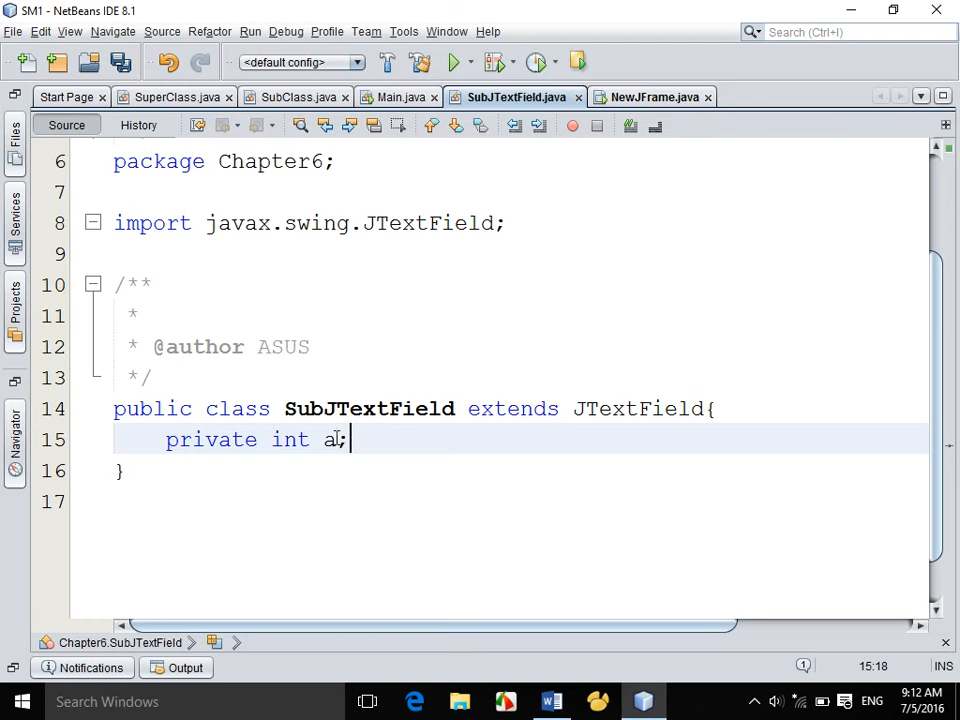 SM1 - NetBeans IDE 8.1
File Edit View Navigate Source Refactor Run Debug Profile Team Tools Window Help
Search (Ctrl+I)
<default config>
Start Page SuperClass.java SubClass.java Main.java SubJTextField.java NewJFrame.java
Source History
Files
Services
Projects
Navigator
6 package Chapter6;
7
8 import javax.swing.JTextField;
9
10 /**
11 *
12 * @author ASUS
13 */
14 public class SubJTextField extends JTextField{
15 private int a;
16 }
17
Chapter6.SubJTextField
Notifications Output
1 15:18 INS
Search Windows
ENG
9:12 AM
7/5/2016